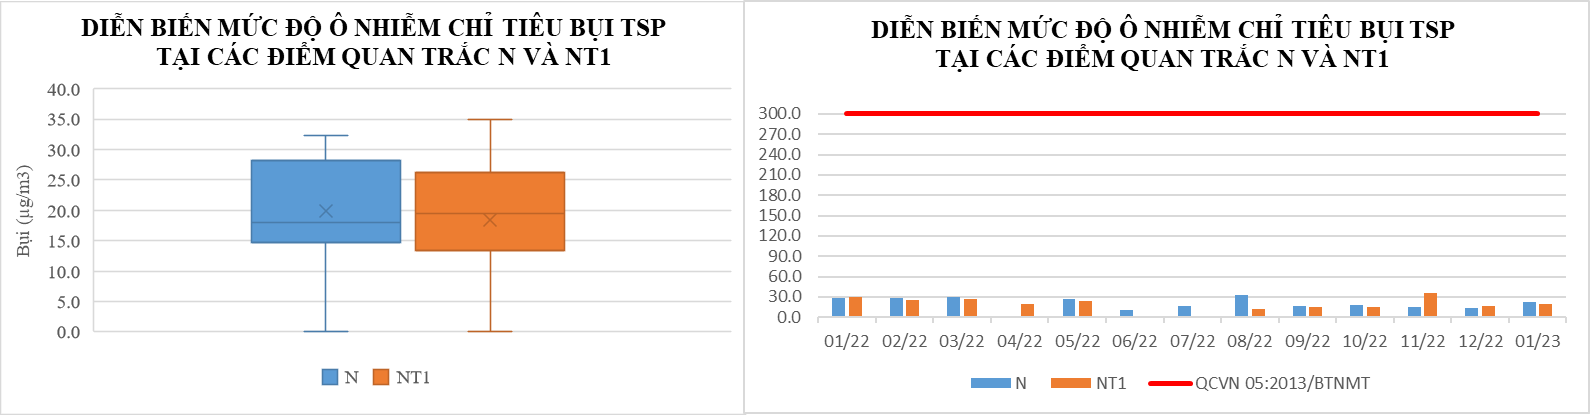 DIỄN BIẾN MỨC ĐỘ Ô NHIỄM CHỈ TIÊU BỤI TSP
TẠI CÁC ĐIỂM QUAN TRẮC N VÀ NT1
40.0
35.0
30.0
25.0
20.0
15.0
10.0
5.0
0.0
Bụi (µg/m3)
N NT1
DIỄN BIẾN MỨC ĐỘ Ô NHIỄM CHỈ TIÊU BỤI TSP
TẠI CÁC ĐIỂM QUAN TRẮC N VÀ NT1
300.0
270.0
240.0
210.0
180.0
150.0
120.0
90.0
60.0
30.0
0.0
01/22 02/22 03/22 04/22 05/22 06/22 07/22 08/22 09/22 10/22 11/22 12/22 01/23
N NT1 QCVN 05:2013/BTNMT